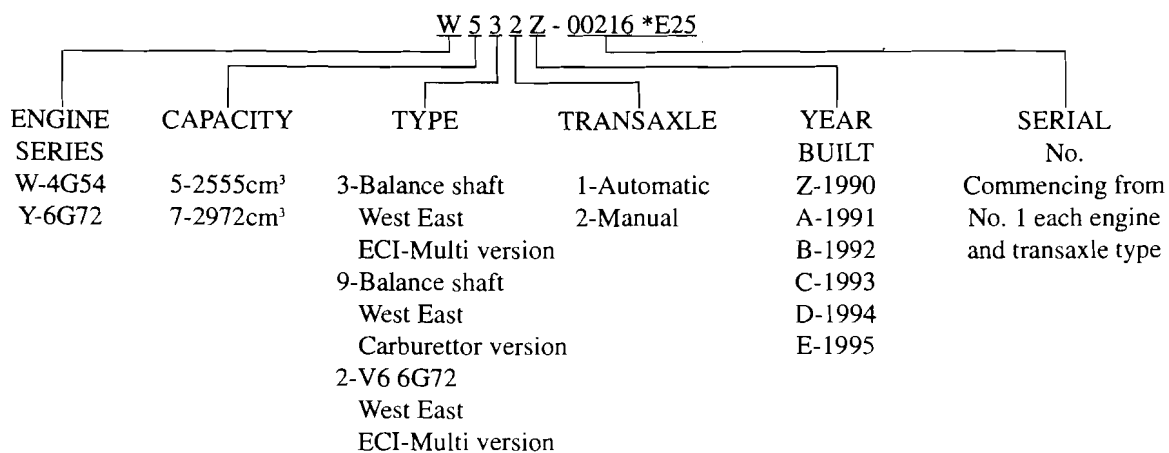 W 5 3 2 Z - 00216 *E25
ENGINE CAPACITY TYPE TRANSAXLE YEAR SERIAL
SERIES BUILT No.
W-4G54 5-2555cm³ 3-Balance shaft 1-Automatic Z-1990 Commencing from
Y-6G72 7-2972cm³ West East 2-Manual A-1991 No. 1 each engine
ECI-Multi version B-1992 and transaxle type
9-Balance shaft C-1993
West East D-1994
Carburettor version E-1995
2-V6 6G72
West East
ECI-Multi version